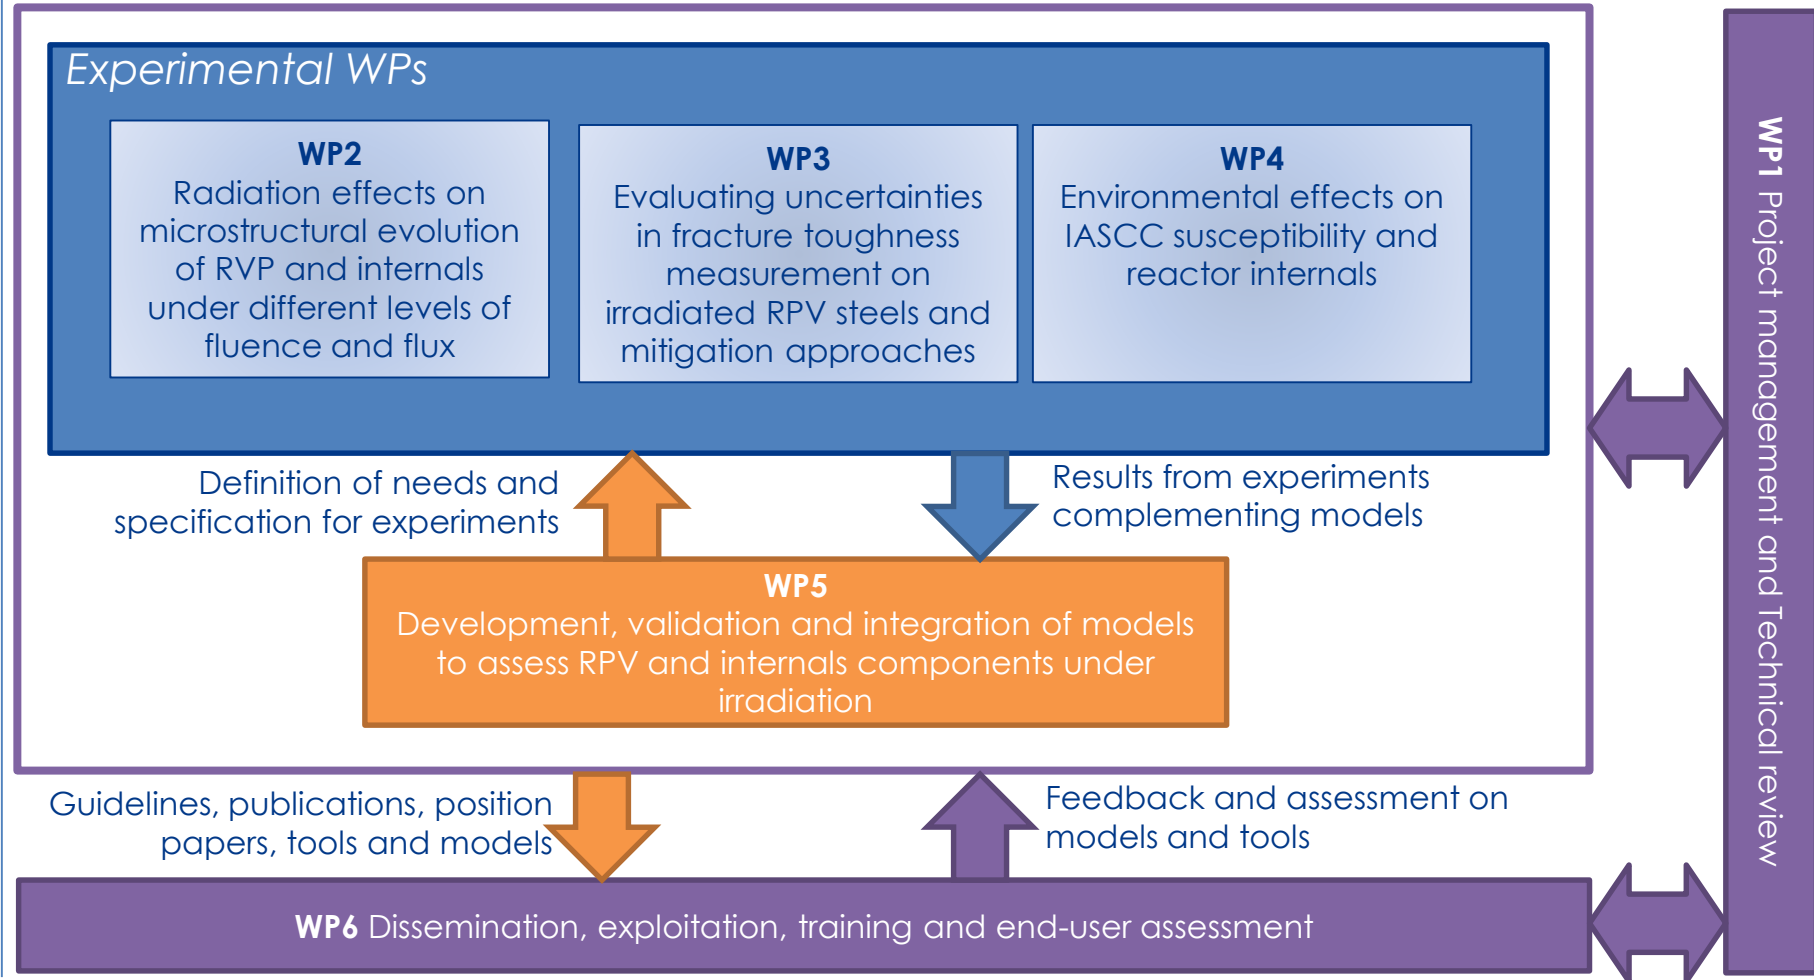 Experimental WPs
WP2
Radiation effects on
microstructural evolution
of RVP and internals
under different levels of
fluence and flux
WP3
Evaluating uncertainties
in fracture toughness
measurement on
irradiated RPV steels and
mitigation approaches
WP4
Environmental effects on
IASCC susceptibility and
reactor internals
Definition of needs and
specification for experiments
Results from experiments
complementing models
WP5
Development, validation and integration of models
to assess RPV and internals components under
irradiation
Guidelines, publications, position
papers, tools and models
Feedback and assessment on
models and tools
WP6 Dissemination, exploitation, training and end-user assessment
WP1 Project management and Technical review